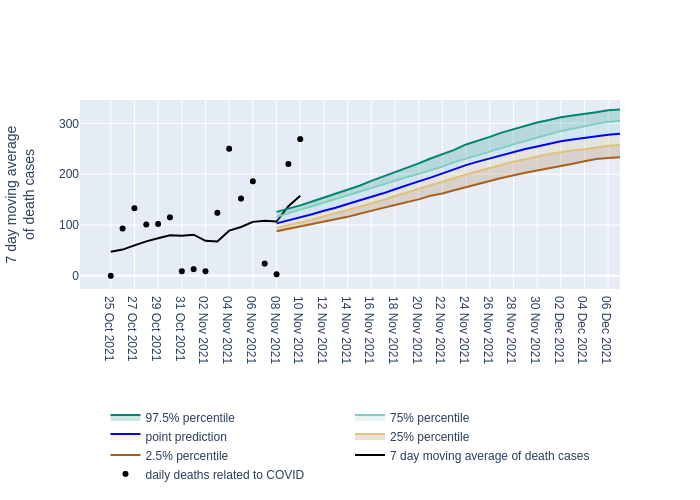 7 day moving average
of death cases
300
200
100
0
25 Oct 2021
27 Oct 2021
29 Oct 2021
31 Oct 2021
02 Nov 2021
04 Nov 2021
06 Nov 2021
08 Nov 2021
10 Nov 2021
12 Nov 2021
14 Nov 2021
16 Nov 2021
18 Nov 2021
20 Nov 2021
22 Nov 2021
24 Nov 2021
26 Nov 2021
28 Nov 2021
30 Nov 2021
02 Dec 2021
04 Dec 2021
06 Dec 2021
97.5% percentile
75% percentile
point prediction
25% percentile
2.5% percentile
7 day moving average of death cases
daily deaths related to COVID